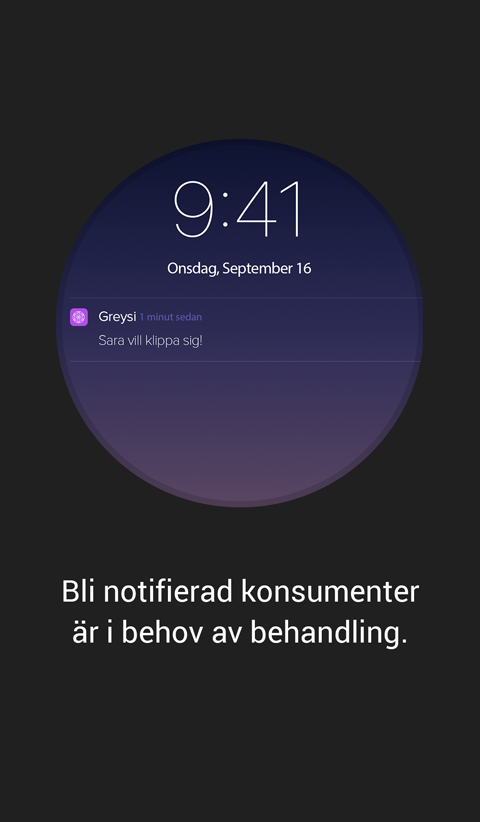 9:41
Onsdag, September 16
Greysi 1 minut sedan
Sara vill klippa sig!
Bli notifierad konsumenter
är i behov av behandling.